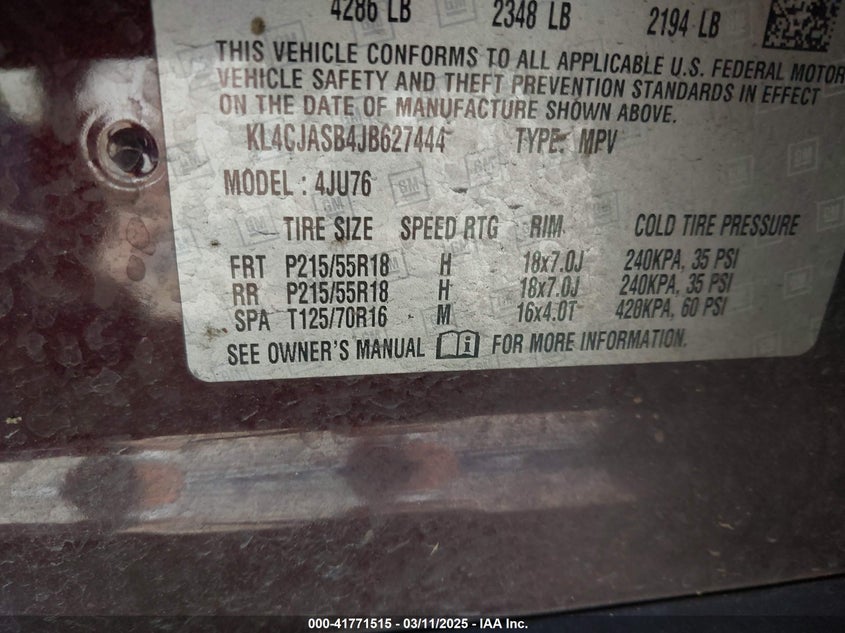 4286 LB 2348 LB 2194 LB
THIS VEHICLE CONFORMS TO ALL APPLICABLE U.S. FEDERAL MOTOR
VEHICLE SAFETY AND THEFT PREVENTION STANDARDS IN EFFECT
ON THE DATE OF MANUFACTURE SHOWN ABOVE.
KL4CJASB4JB627444 TYPE: MPV
MODEL : 4JU76
TIRE SIZE SPEED RTG RIM COLD TIRE PRESSURE
FRT P215/55R18 H 18x7.0J 240KPA, 35 PSI
RR P215/55R18 H 18x7.0J 240KPA, 35 PSI
SPA T125/70R16 M 16x4.0T 420KPA, 60 PSI
SEE OWNER'S MANUAL FOR MORE INFORMATION.
000-41771515 — 03/11/2025 — IAA Inc.